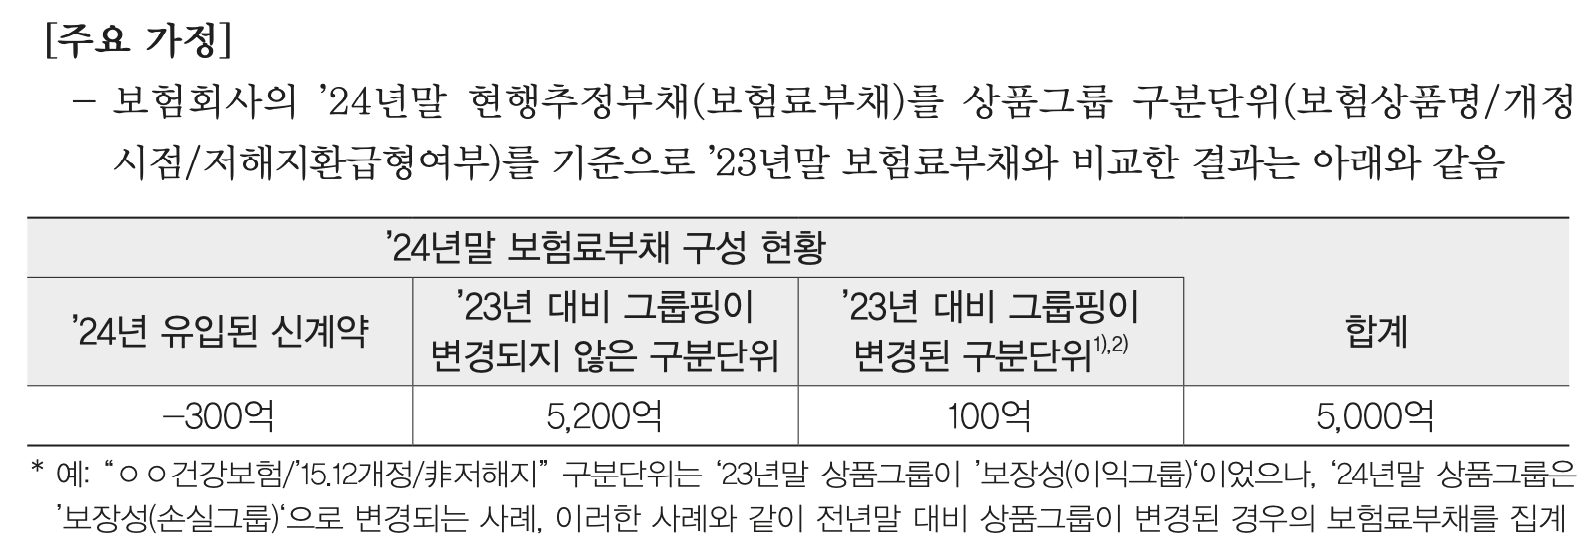 [주요 가정]
– 보험회사의 ’24년말 현행추정부채(보험료부채)를 상품그룹 구분단위(보험상품명/개정
시점/저해지환급형여부)를 기준으로 ’23년말 보험료부채와 비교한 결과는 아래와 같음
’24년말 보험료부채 구성 현황
합계
’24년 유입된 신계약
’23년 대비 그룹핑이
변경되지 않은 구분단위
’23년 대비 그룹핑이
변경된 구분단위1),2)
–300억
5,200억
100억
5,000억
* 예: “ㅇㅇ건강보험/’15.12개정/非저해지” 구분단위는 ‘23년말 상품그룹이 ’보장성(이익그룹)‘이었으나, ‘24년말 상품그룹은
’보장성(손실그룹)‘으로 변경되는 사례, 이러한 사례와 같이 전년말 대비 상품그룹이 변경된 경우의 보험료부채를 집계